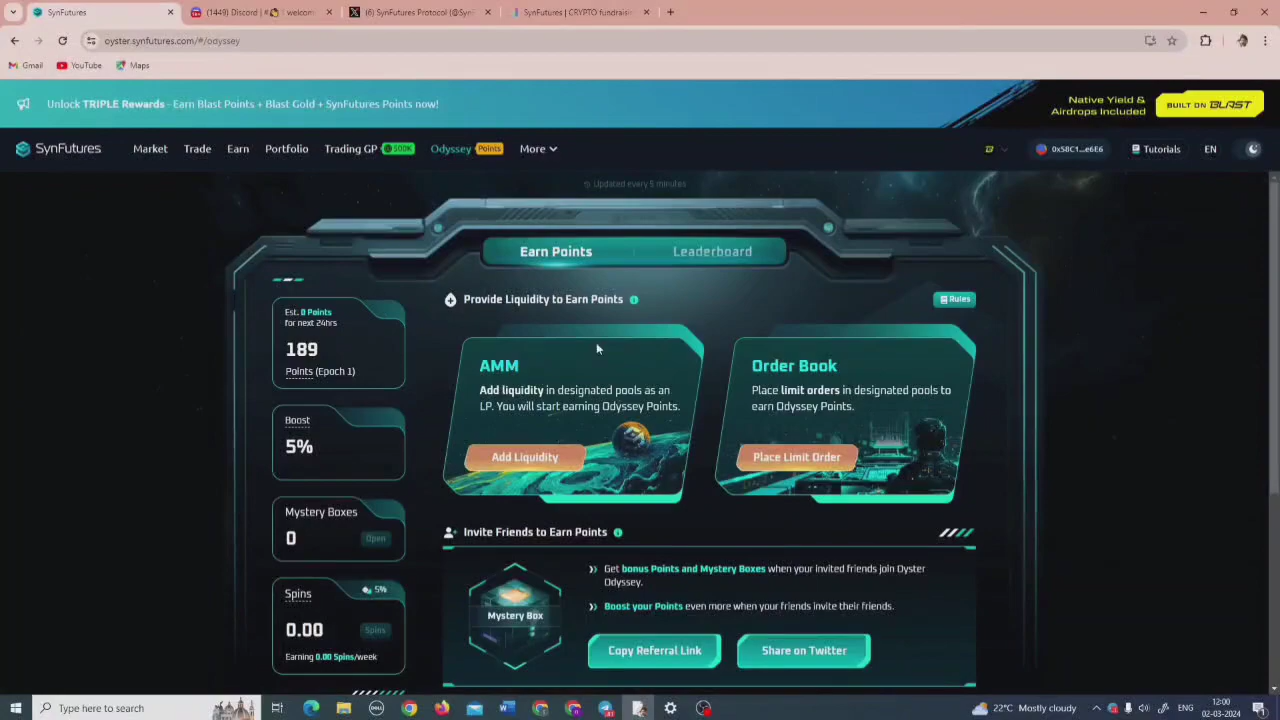 SynFutures
(1449) Discord | # welcom
(6) SynFutures Protocol (@SynF
SynFutures | CRYPTO fundraisin
oyster.synfutures.com/#/odyssey
Gmail
YouTube
Maps
Unlock TRIPLE Rewards - Earn Blast Points + Blast Gold + SynFutures Points now!
Native Yield &
Airdrops Included
BUILT ON BLAST
SynFutures
Market
Trade
Earn
Portfolio
Trading GP
500K
Odyssey
Points
More
0x58C1...e6E6
Tutorials
EN
Updated every 5 minutes
Earn Points
Leaderboard
Est. 0 Points
for next 24hrs
189
Points (Epoch 1)
Boost
5%
Mystery Boxes
0
Open
Spins
5%
0.00
Spins
Earning 0.00 Spins/week
Provide Liquidity to Earn Points
Rules
AMM
Add liquidity in designated pools as an
LP. You will start earning Odyssey Points.
Add Liquidity
Order Book
Place limit orders in designated pools to
earn Odyssey Points.
Place Limit Order
Invite Friends to Earn Points
Mystery Box
Get bonus Points and Mystery Boxes when your invited friends join Oyster
Odyssey.
Boost your Points even more when your friends invite their friends.
Copy Referral Link
Share on Twitter
Type here to search
22°C Mostly cloudy
ENG
12:00
02-03-2024